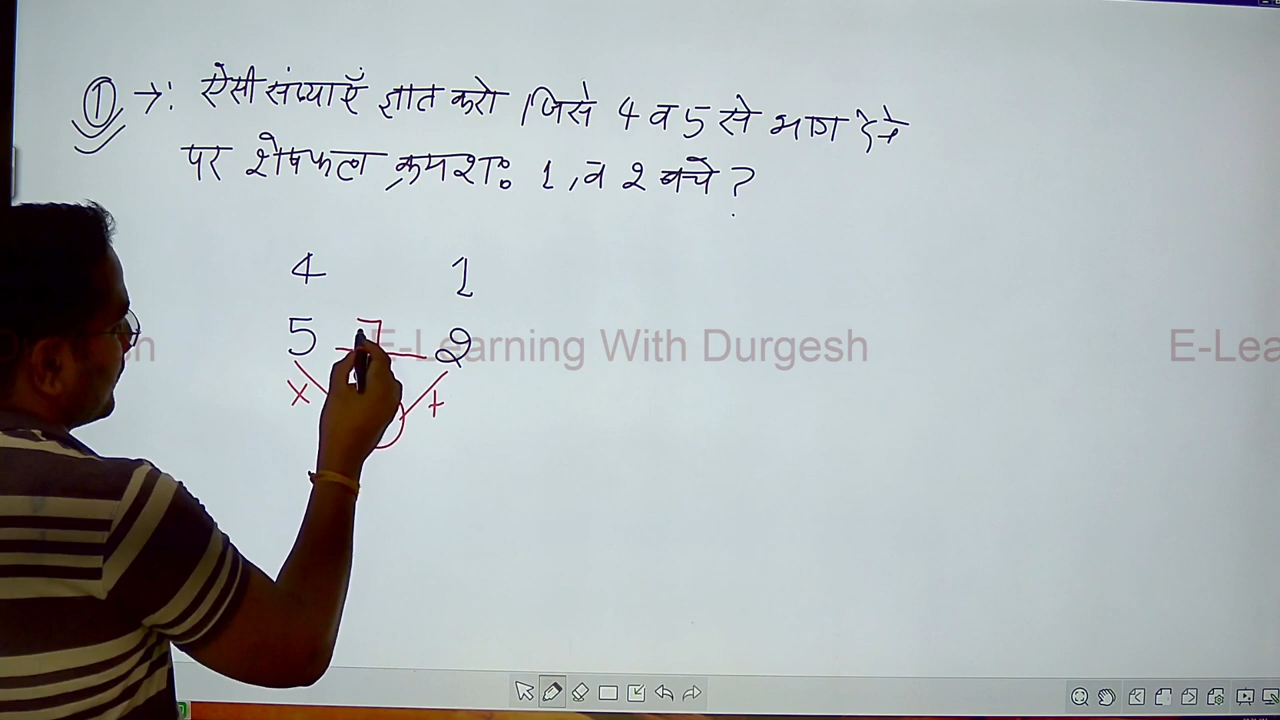 ① →: ऐसी संख्याएँ ज्ञात करो जिसे 4 व 5 से भाग देने
पर शेषफल क्रमशः 1, व 2 बचे ?
4 1
5 7 2
× +
E-Learning With Durgesh
E-Lea